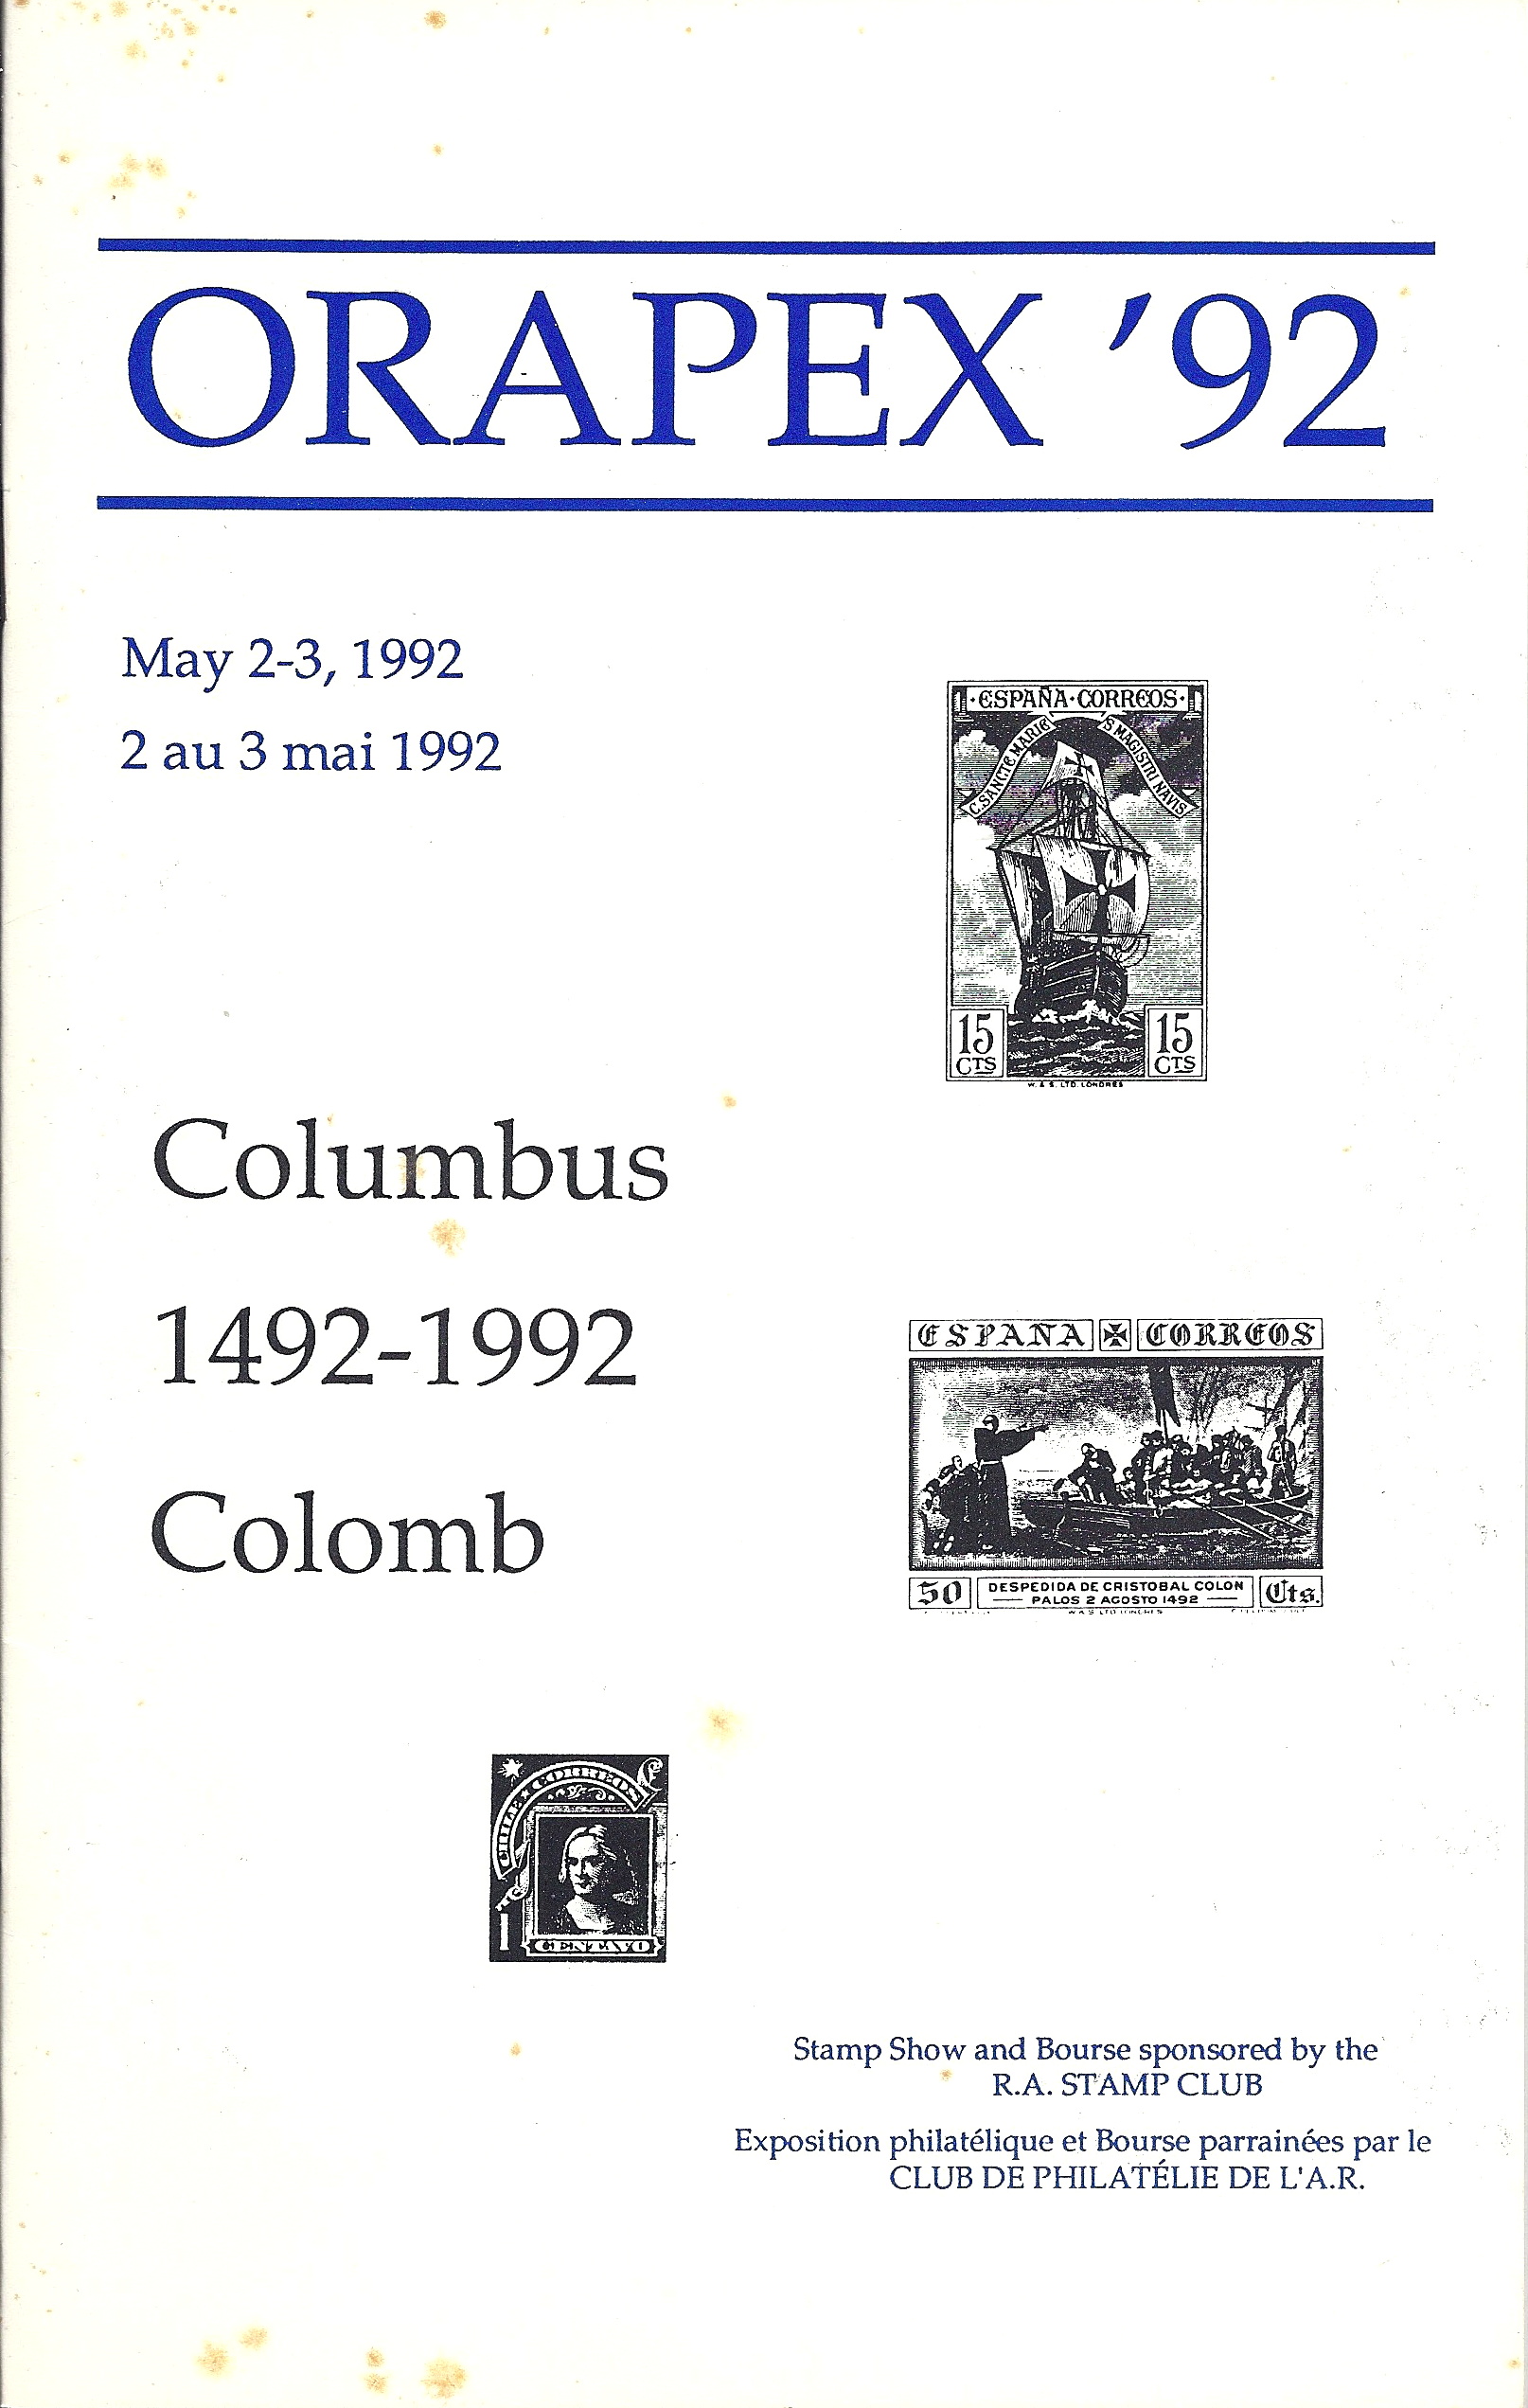 ORAPEX '92
May 2-3, 1992
2 au 3 mai 1992
·ESPAÑA·CORREOS·
C. SANCTE MARIE S MAGISTRI NAVIS
15 CTS 15 CTS
W. & S. LTD. LONDRES
Columbus
1492-1992
Colomb
ESPAÑA CORREOS
50 DESPEDIDA DE CRISTOBAL COLON Cts.
PALOS 2 AGOSTO 1492
CHILE CORREOS
1 CENTAVO
Stamp Show and Bourse sponsored by the
R.A. STAMP CLUB
Exposition philatélique et Bourse parrainées par le
CLUB DE PHILATÉLIE DE L'A.R.